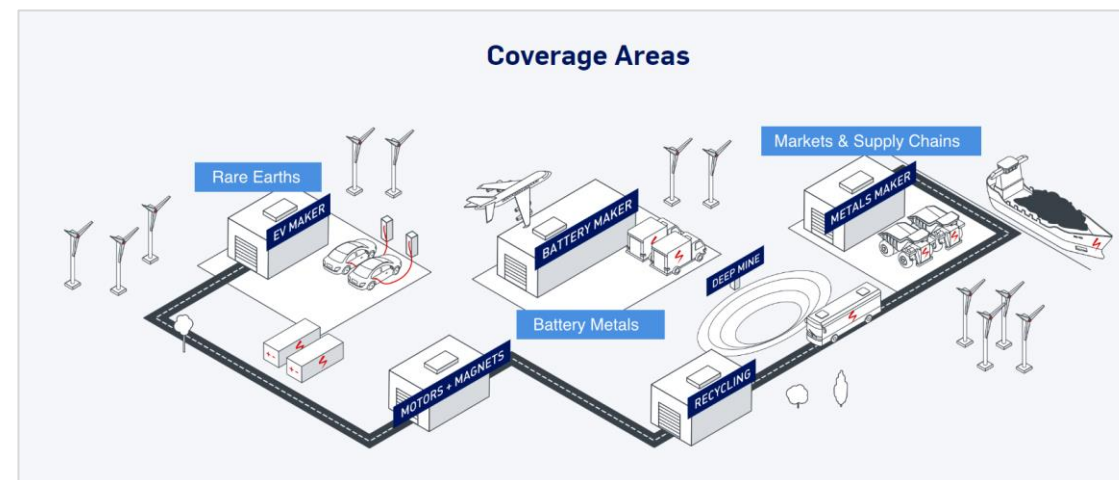 Coverage Areas
Markets & Supply Chains
Rare Earths
EV MAKER
BATTERY MAKER
METALS MAKER
DEEP MINE
Battery Metals
MOTORS + MAGNETS
RECYCLING
+ -
+ -